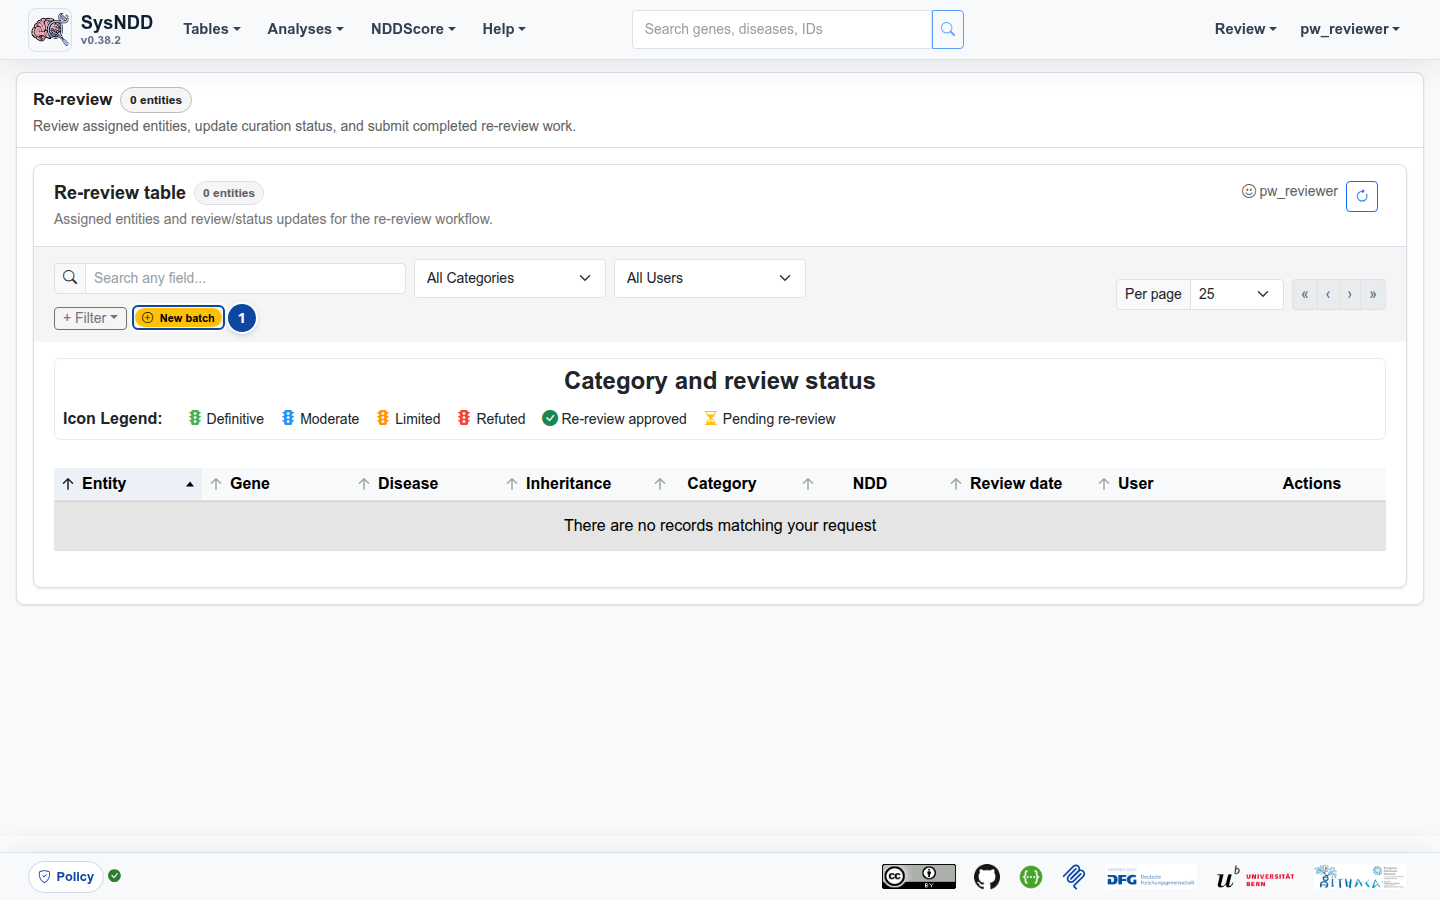 SysNDD
v0.38.2
Tables
Analyses
NDDScore
Help
Search genes, diseases, IDs
Review
pw_reviewer
Re-review
0 entities
Review assigned entities, update curation status, and submit completed re-review work.
Re-review table
0 entities
Assigned entities and review/status updates for the re-review workflow.
pw_reviewer
Search any field...
All Categories
All Users
Per page
25
«
‹
›
»
+ Filter
New batch
1
Category and review status
Icon Legend:
Definitive
Moderate
Limited
Refuted
Re-review approved
Pending re-review
Entity
Gene
Disease
Inheritance
Category
NDD
Review date
User
Actions
There are no records matching your request
Policy
CC
BY
DFG
Deutsche
Forschungsgemeinschaft
u
b
UNIVERSITÄT
BERN
ITHACA